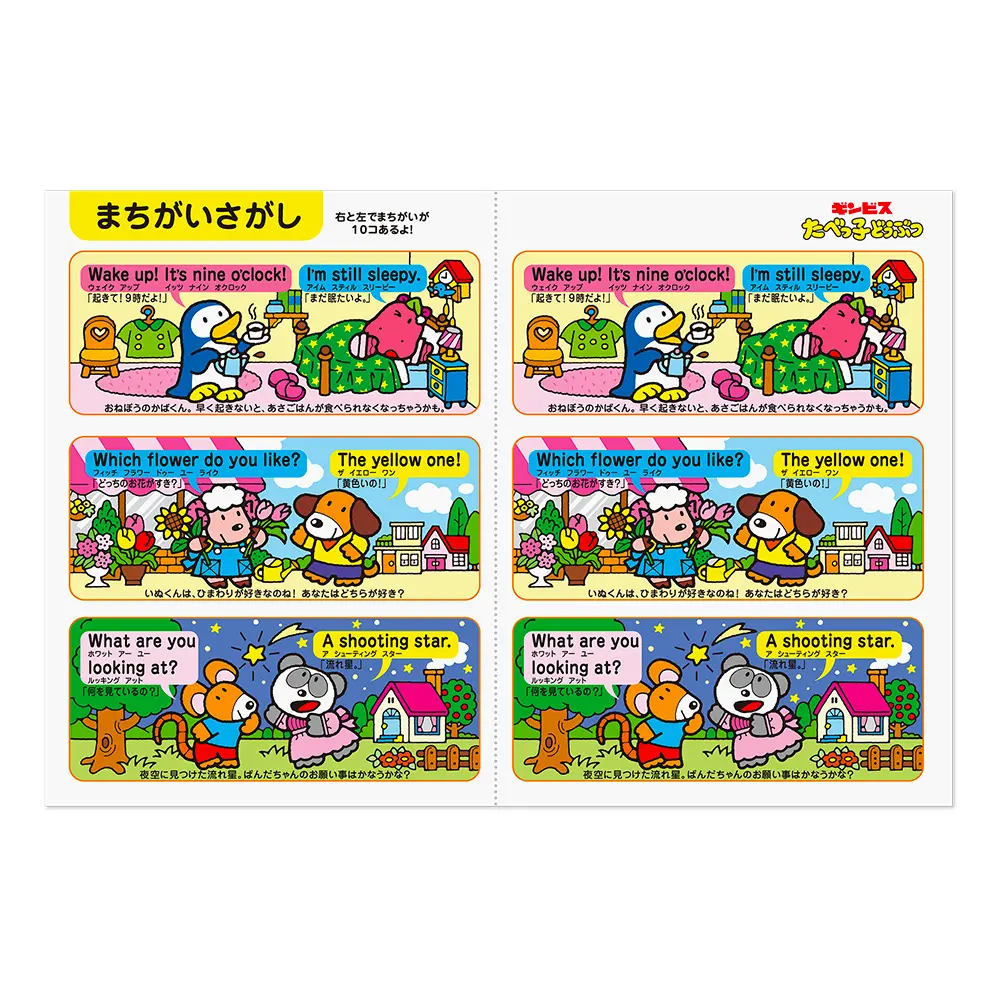 まちがいさがし
右と左でまちがいが
10コあるよ!
ギンビス
たべっ子どうぶつ
Wake up! It's nine o'clock!
ウェイク アップ イッツ ナイン オクロック
「起きて!9時だよ!」
I'm still sleepy.
アイム スティル スリーピー
「まだ眠たいよ。」
おねぼうのかばくん。早く起きないと、あさごはんが食べられなくなっちゃうかも。
Wake up! It's nine o'clock!
ウェイク アップ イッツ ナイン オクロック
「起きて!9時だよ!」
I'm still sleepy.
アイム スティル スリーピー
「まだ眠たいよ。」
おねぼうのかばくん。早く起きないと、あさごはんが食べられなくなっちゃうかも。
Which flower do you like?
フィッチ フラワー ドゥー ユー ライク
「どっちのお花がすき?」
The yellow one!
ザ イエロー ワン
「黄色いの!」
いぬくんは、ひまわりが好きなのね! あなたはどちらが好き?
Which flower do you like?
フィッチ フラワー ドゥー ユー ライク
「どっちのお花がすき?」
The yellow one!
ザ イエロー ワン
「黄色いの!」
いぬくんは、ひまわりが好きなのね! あなたはどちらが好き?
What are you
ホワット アー ユー
looking at?
ルッキング アット
「何を見ているの?」
A shooting star.
ア シューティング スター
「流れ星。」
夜空に見つけた流れ星。ぱんだちゃんのお願い事はかなうかな?
What are you
ホワット アー ユー
looking at?
ルッキング アット
「何を見ているの?」
A shooting star.
ア シューティング スター
「流れ星。」
夜空に見つけた流れ星。ぱんだちゃんのお願い事はかなうかな?